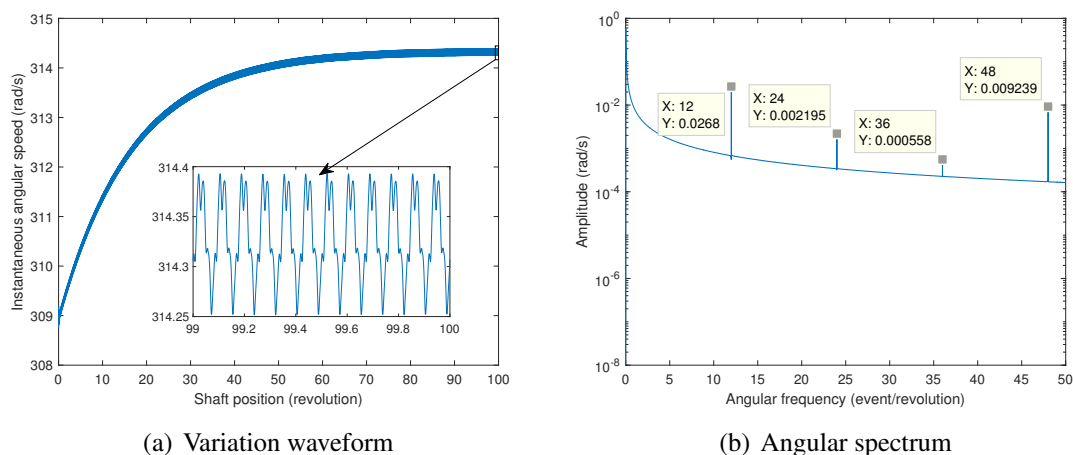 315
314
313
312
311
310
309
308
Instantaneous angular speed (rad/s)
0 10 20 30 40 50 60 70 80 90 100
Shaft position (revolution)
314.4
314.35
314.3
314.25
99 99.2 99.4 99.6 99.8 100
(a) Variation waveform
10^0
10^-2
10^-4
10^-6
10^-8
Amplitude (rad/s)
X: 12
Y: 0.0268
X: 24
Y: 0.002195
X: 36
Y: 0.000558
X: 48
Y: 0.009239
0 5 10 15 20 25 30 35 40 45 50
Angular frequency (event/revolution)
(b) Angular spectrum